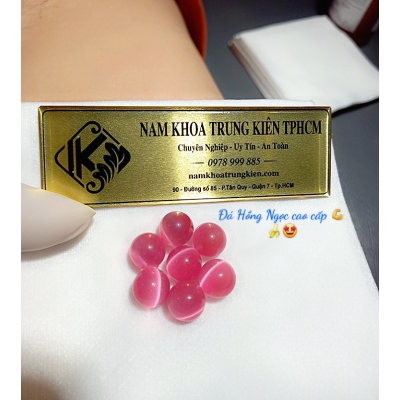 NAM KHOA TRUNG KIÊN TPHCM
Chuyên Nghiệp - Uy Tín - An Toàn
0978 999 885
namkhoatrungkien.com
90 - Đường số 85 - P.Tân Quy - Quận 7 - Tp.HCM
Đá Hồng Ngọc cao cấp 💪
🍌😍